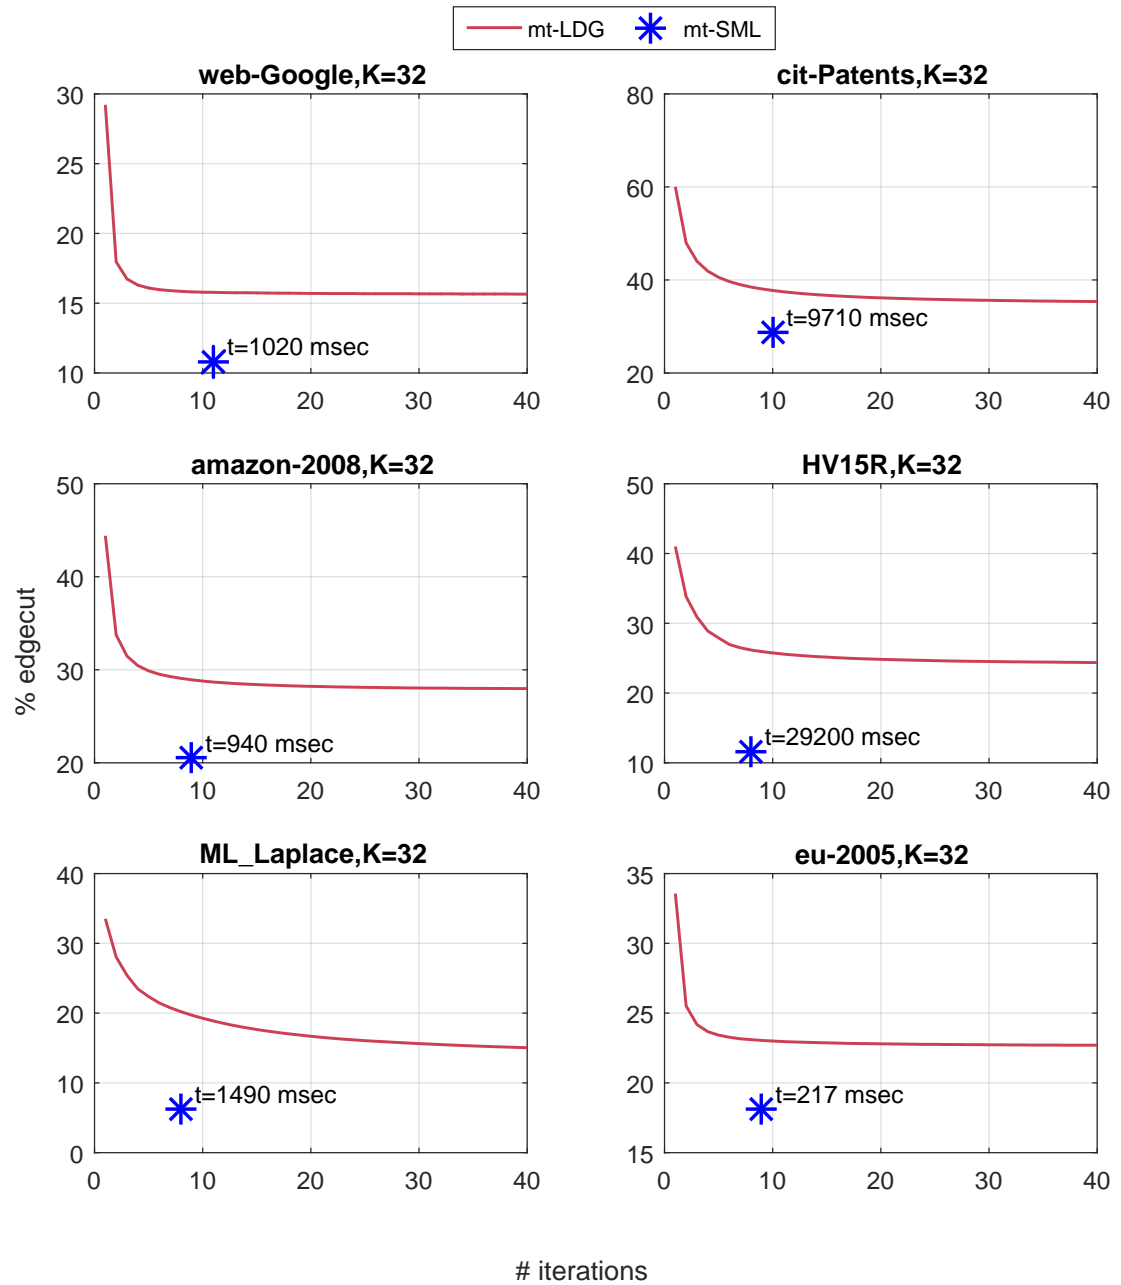 mt-LDG mt-SML
web-Google,K=32
30
25
20
15
10
t=1020 msec
0 10 20 30 40
cit-Patents,K=32
80
60
40
20
t=9710 msec
0 10 20 30 40
amazon-2008,K=32
50
40
30
20
t=940 msec
0 10 20 30 40
HV15R,K=32
50
40
30
20
10
t=29200 msec
0 10 20 30 40
% edgecut
ML_Laplace,K=32
40
30
20
10
0
t=1490 msec
0 10 20 30 40
eu-2005,K=32
35
30
25
20
15
t=217 msec
0 10 20 30 40
# iterations